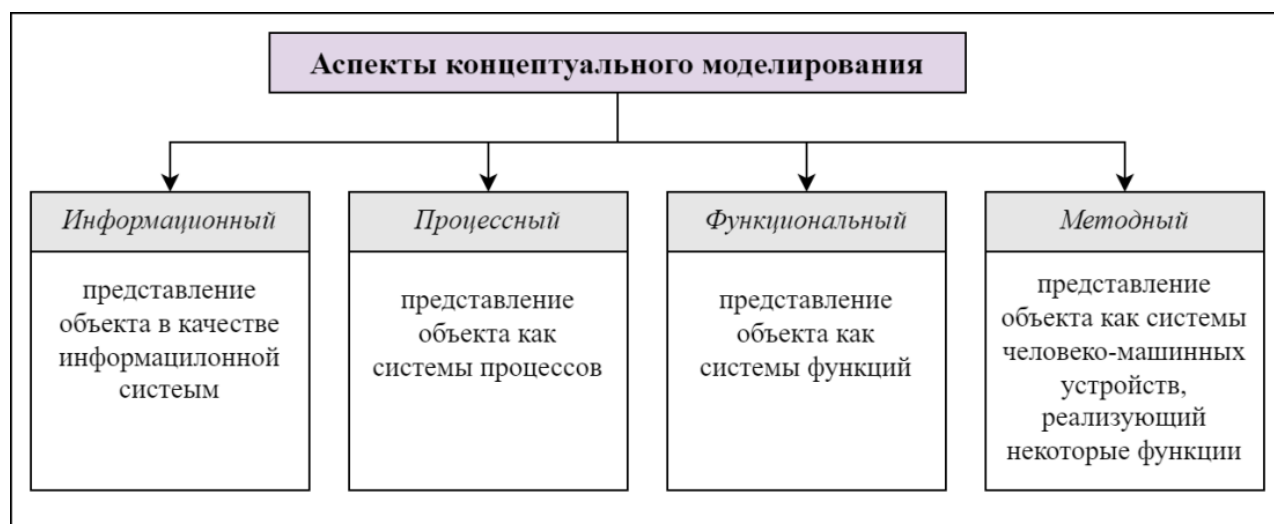 Аспекты концептуального моделирования
Информационный
представление
объекта в качестве
информацилонной
систеым
Процессный
представление
объекта как
системы процессов
Функциональный
представление
объекта как
системы функций
Методный
представление
объекта как системы
человеко-машинных
устройств,
реализующий
некоторые функции